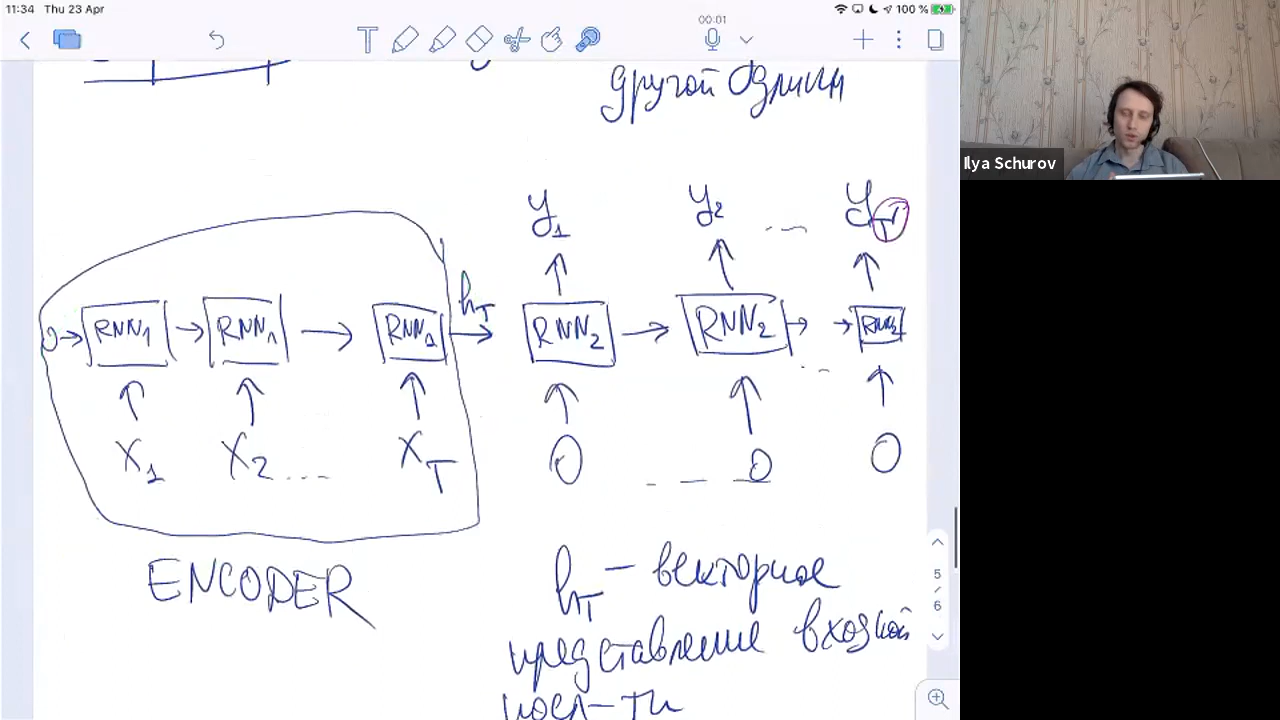 11:34 Thu 23 Apr
100 %
00:01
T
Ilya Schurov
другой длины
y1 y2 .... yT'
hT
0 RNN1 RNN1 RNN1 RNN2 RNN2 RNN2
x1 x2 .... xT 0 0 0
ENCODER
hT – векторное
представление входной
посл-ти
5
/
6